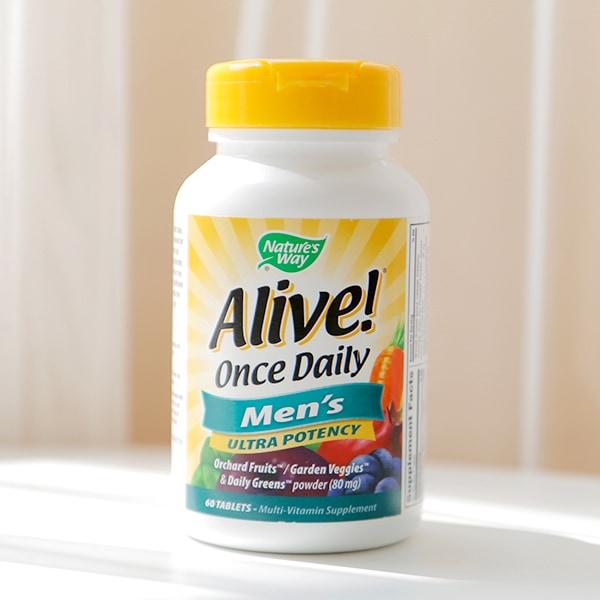 Nature's
Way®
Alive!®
Once Daily
Men's
ULTRA POTENCY
Orchard Fruits™/Garden Veggies™
& Daily Greens™ powder (80 mg)
60 TABLETS - Multi-Vitamin Supplement
Supplement Facts